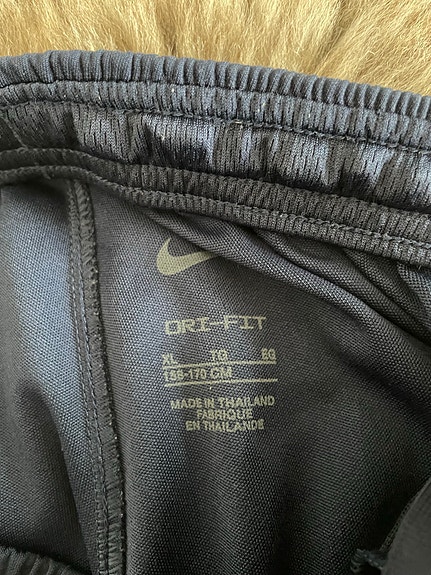 DRI-FIT
XL TG EG
158-170 CM
MADE IN THAILAND
FABRIQUE
EN THAILANDE